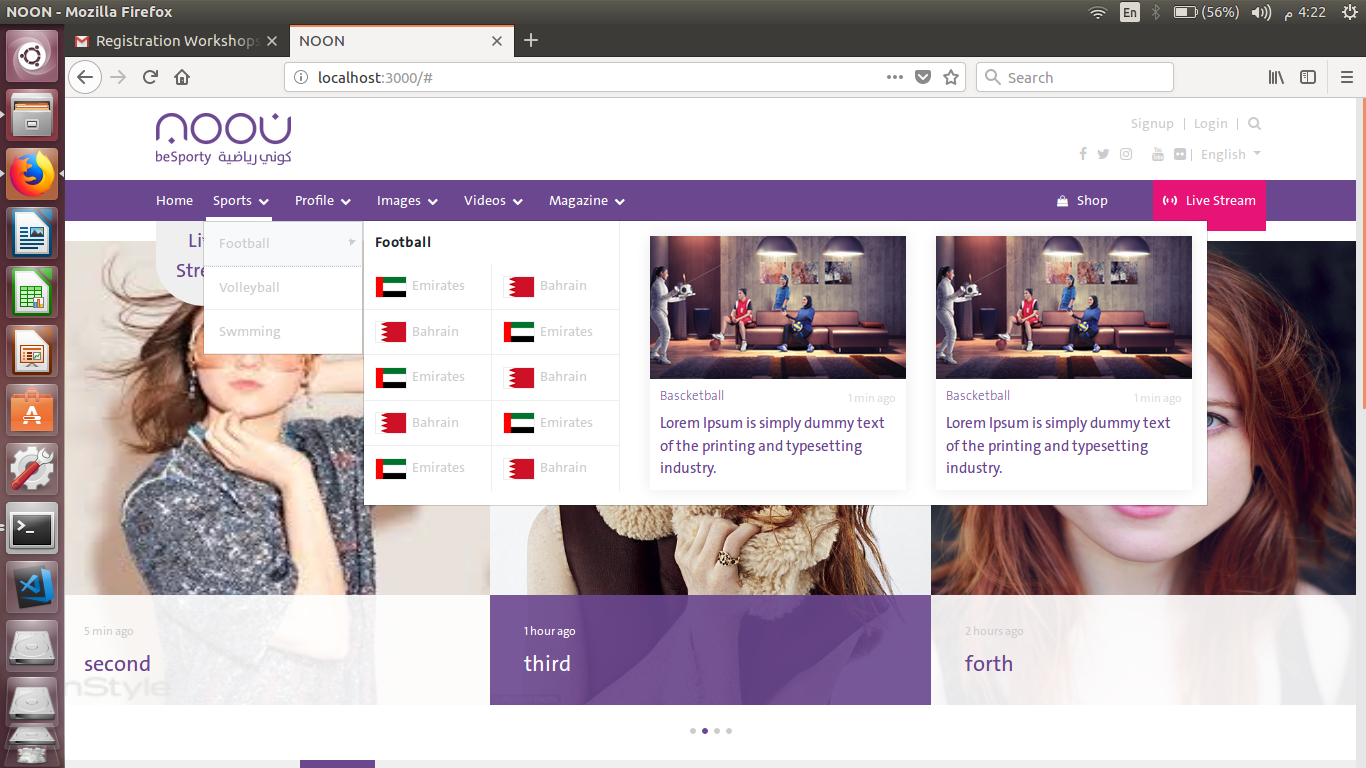 NOON - Mozilla Firefox
En
(56%)
4:22 م
Registration Workshops
NOON
localhost:3000/#
Search
noon
beSporty كوني رياضية
Signup | Login |
| English
Home
Sports
Profile
Images
Videos
Magazine
Shop
Live Stream
Li
Stre
Football
Volleyball
Swmming
Football
Emirates
Bahrain
Bahrain
Emirates
Emirates
Bahrain
Bahrain
Emirates
Emirates
Bahrain
Bascketball
1 min ago
Lorem Ipsum is simply dummy text
of the printing and typesetting
industry.
Bascketball
1 min ago
Lorem Ipsum is simply dummy text
of the printing and typesetting
industry.
5 min ago
second
nStyle
1 hour ago
third
2 hours ago
forth